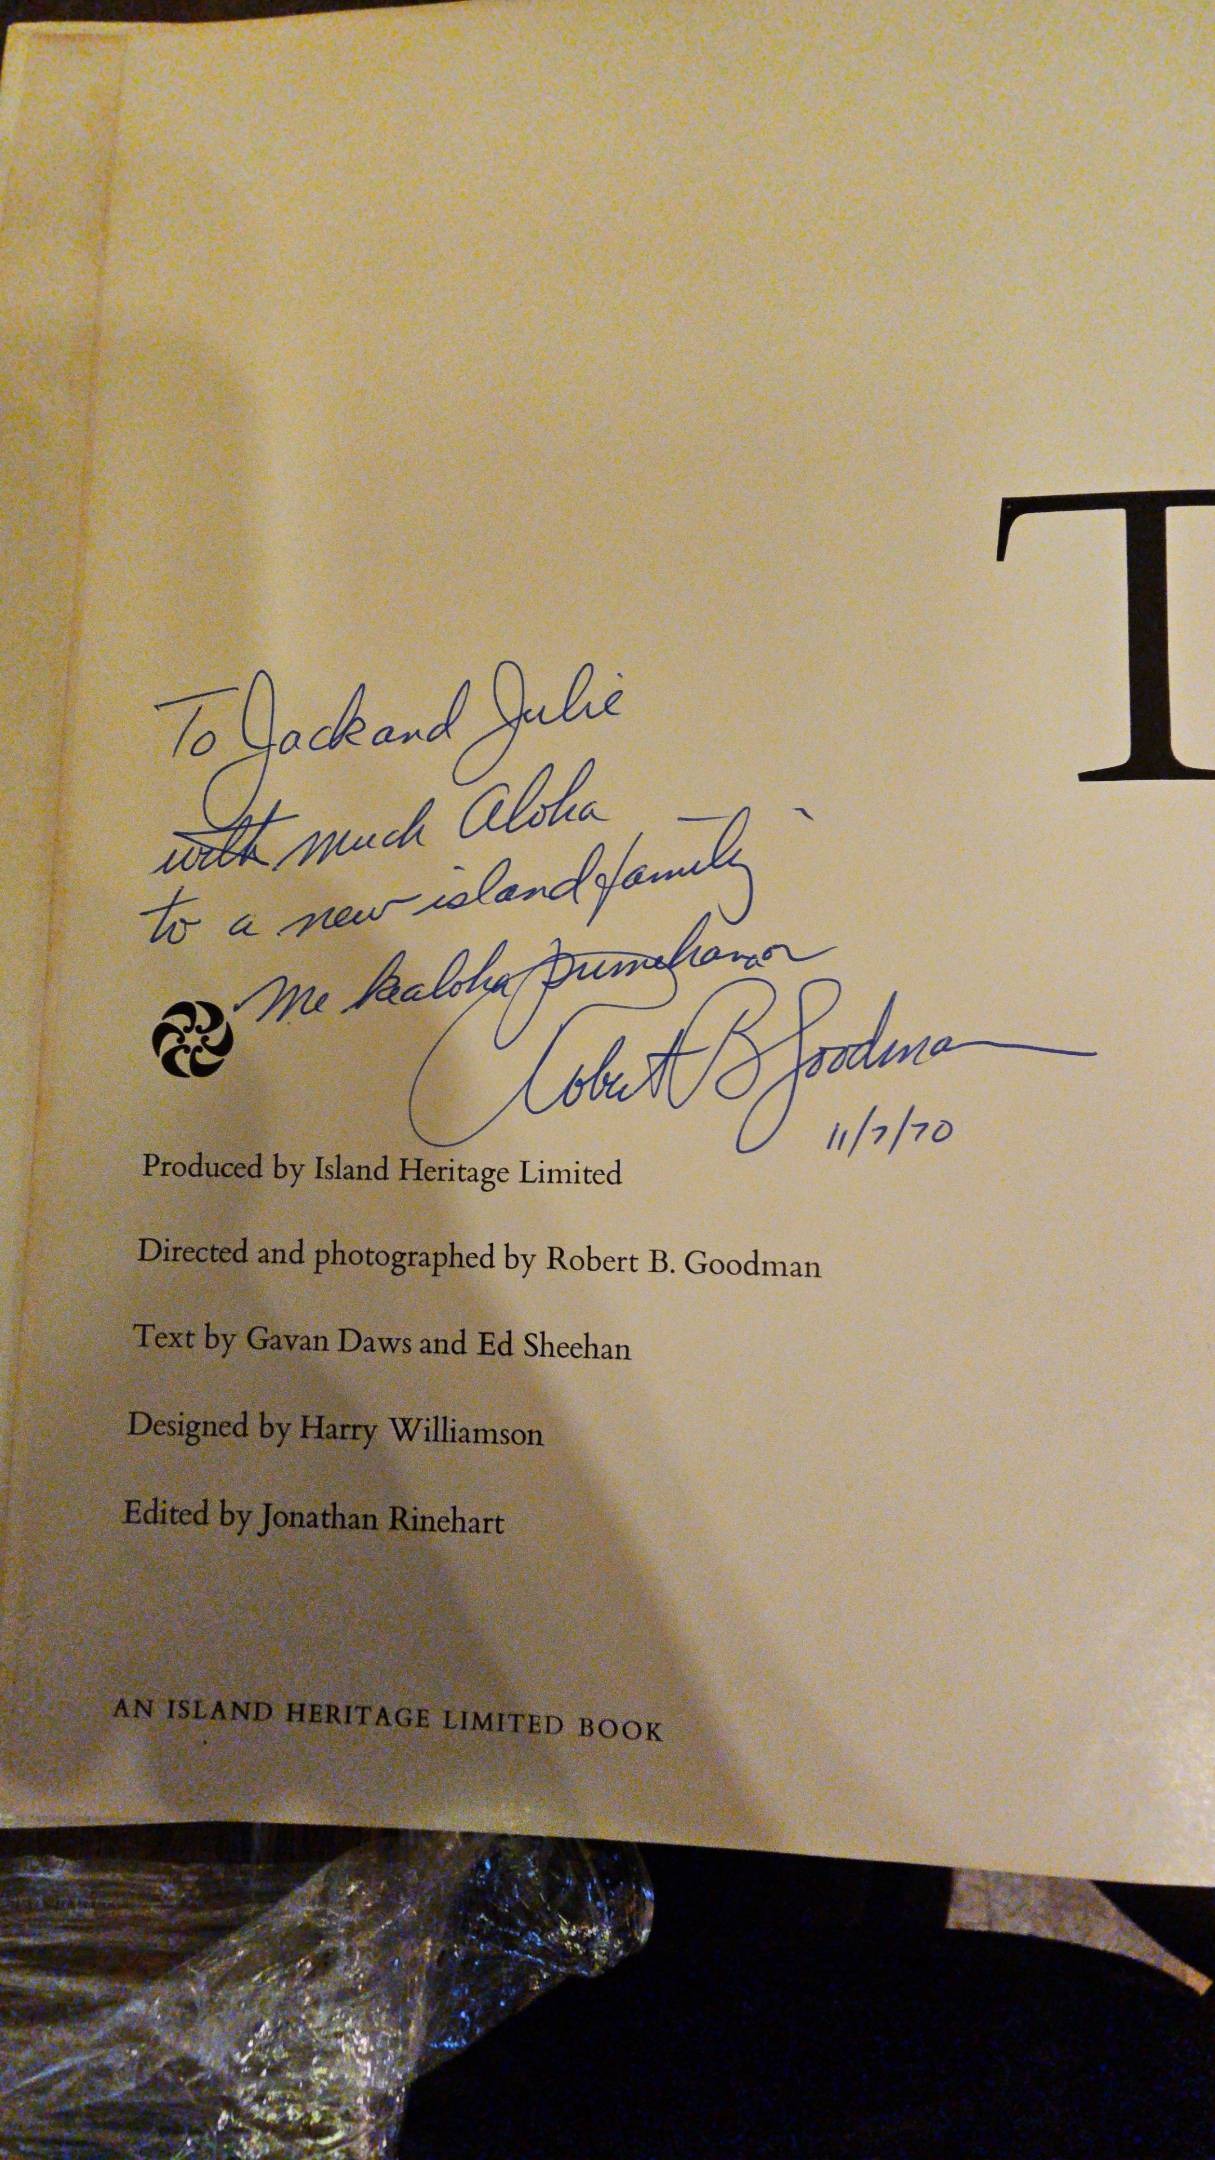 To Jack and Julie
with much Aloha
to a new island family
Me ke aloha pumehana
Robert B Goodman
11/7/70
T
Produced by Island Heritage Limited
Directed and photographed by Robert B. Goodman
Text by Gavan Daws and Ed Sheehan
Designed by Harry Williamson
Edited by Jonathan Rinehart
AN ISLAND HERITAGE LIMITED BOOK